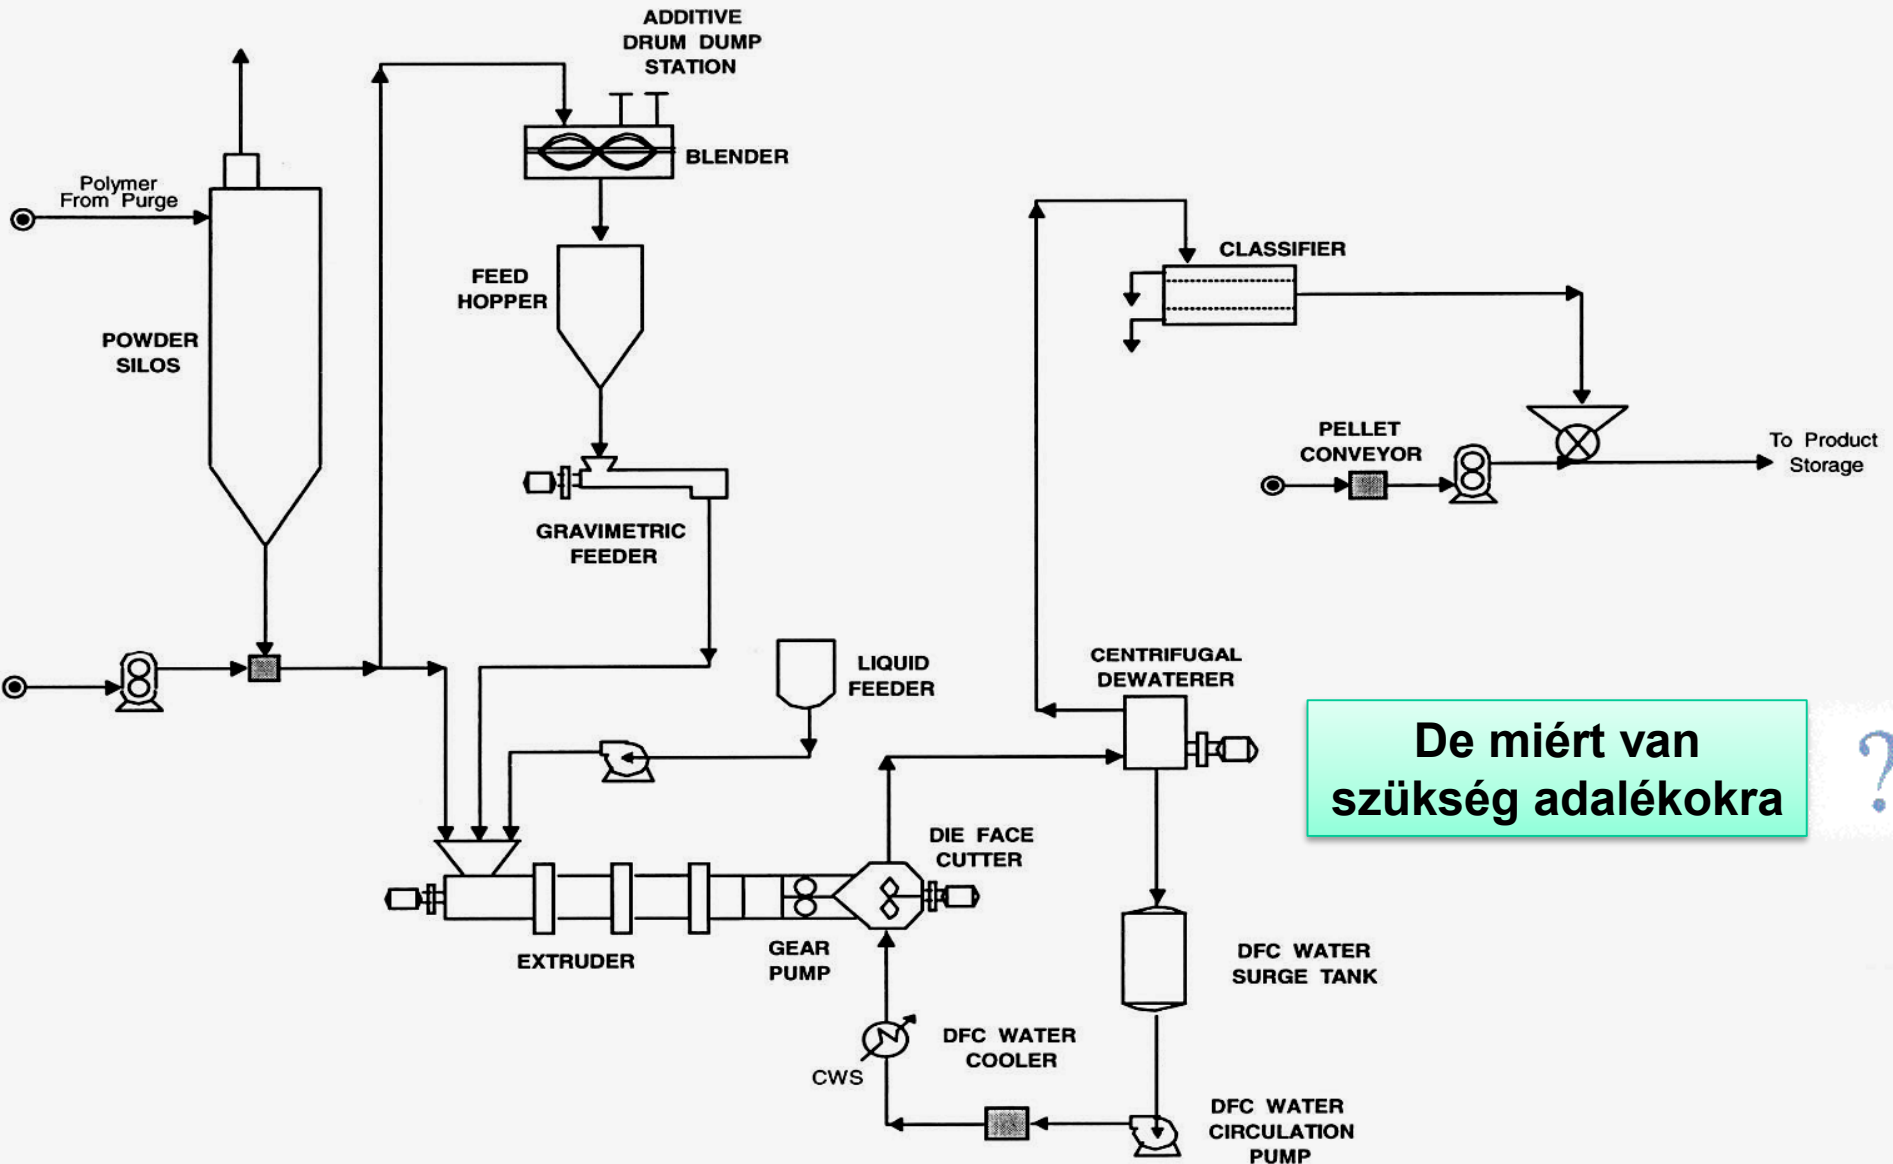 ADDITIVE
DRUM DUMP
STATION
BLENDER
Polymer
From Purge
FEED
HOPPER
POWDER
SILOS
GRAVIMETRIC
FEEDER
LIQUID
FEEDER
DIE FACE
CUTTER
EXTRUDER
GEAR
PUMP
CLASSIFIER
PELLET
CONVEYOR
To Product
Storage
CENTRIFUGAL
DEWATERER
De miért van
szükség adalékokra
?
DFC WATER
SURGE TANK
DFC WATER
COOLER
CWS
DFC WATER
CIRCULATION
PUMP